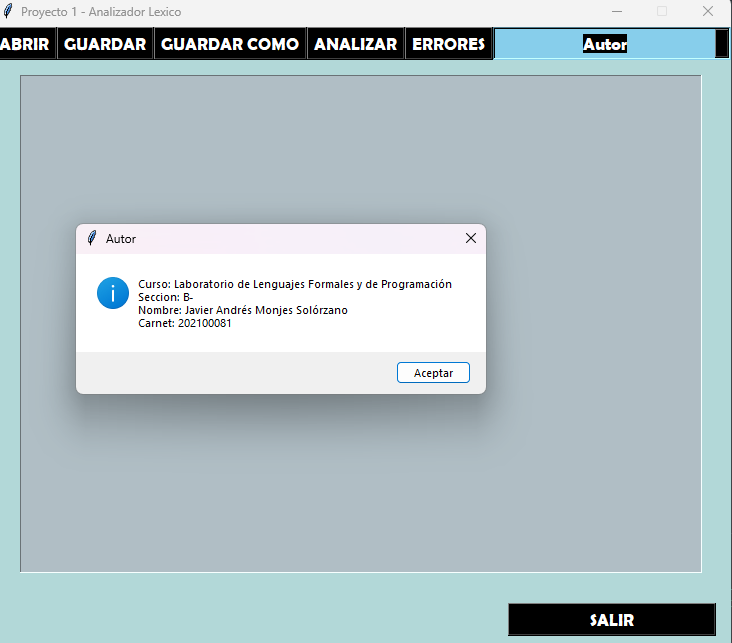 Proyecto 1 - Analizador Lexico
ABRIR GUARDAR GUARDAR COMO ANALIZAR ERRORES Autor
Autor
Curso: Laboratorio de Lenguajes Formales y de Programación
Seccion: B-
Nombre: Javier Andrés Monjes Solórzano
Carnet: 202100081
Aceptar
SALIR